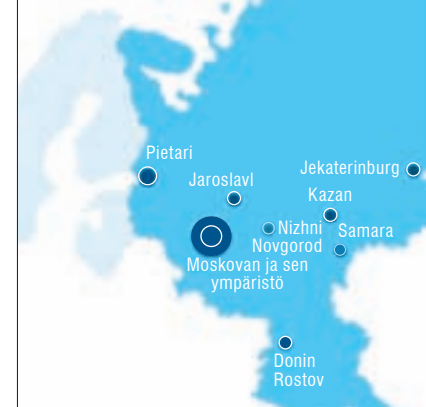 Pietari
Jaroslavl
Jekaterinburg
Kazan
Nizhni
Novgorod
Samara
Moskovan ja sen
ympäristö
Donin
Rostov